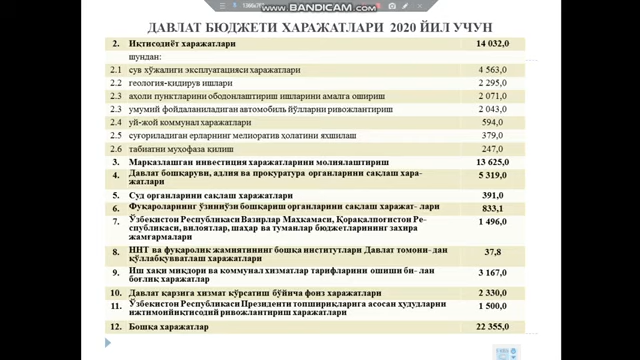 www.BANDICAM.com
ДАВЛАТ БЮДЖЕТИ ХАРАЖАТЛАРИ 2020 ЙИЛ УЧУН
2. Иқтисодиёт харажатлари 14 032,0
шундан:
2.1 сув хўжалиги эксплуатацияси харажатлари 4 563,0
2.2 геология-қидирув ишлари 2 295,0
2.3 аҳоли пунктларини ободонлаштириш ишларини амалга ошириш 2 071,0
2.3 умумий фойдаланиладиган автомобиль йўлларни ривожлантириш 2 043,0
2.4 уй-жой коммунал харажатлари 594,0
2.5 суғориладиган ерларнинг мелиоратив ҳолатини яхшилаш 379,0
2.6 табиатни муҳофаза қилиш 247,0
3. Марказлашган инвестиция харажатларини молиялаштириш 13 625,0
4. Давлат бошқаруви, адлия ва прокуратура органларини сақлаш хара-
жатлари 5 319,0
5. Суд органларини сақлаш харажатлари 391,0
6. Фуқароларнинг ўзиниўзи бошқариш органларини сақлаш харажат- лари 833,1
7. Ўзбекистон Республикаси Вазирлар Маҳкамаси, Қорақалпоғистон Ре-
спубликаси, вилоятлар, шаҳар ва туманлар бюджетларининг захира
жамғармалари 1 496,0
8. ННТ ва фуқаролик жамиятининг бошқа институтлари Давлат томони- дан
қўллабқувватлаш харажатлари 37,8
9. Иш ҳақи миқдори ва коммунал хизматлар тарифларини ошиши би- лан
боғлиқ харажатлар 3 167,0
10. Давлат қарзига хизмат кўрсатиш бўйича фоиз харажатлари 2 330,0
11. Ўзбекистон Республикаси Президенти топшириқларига асосан ҳудудларни
ижтимоийиқтисодий ривожлантириш харажатлари 1 500,0
12. Бошқа харажатлар 22 355,0